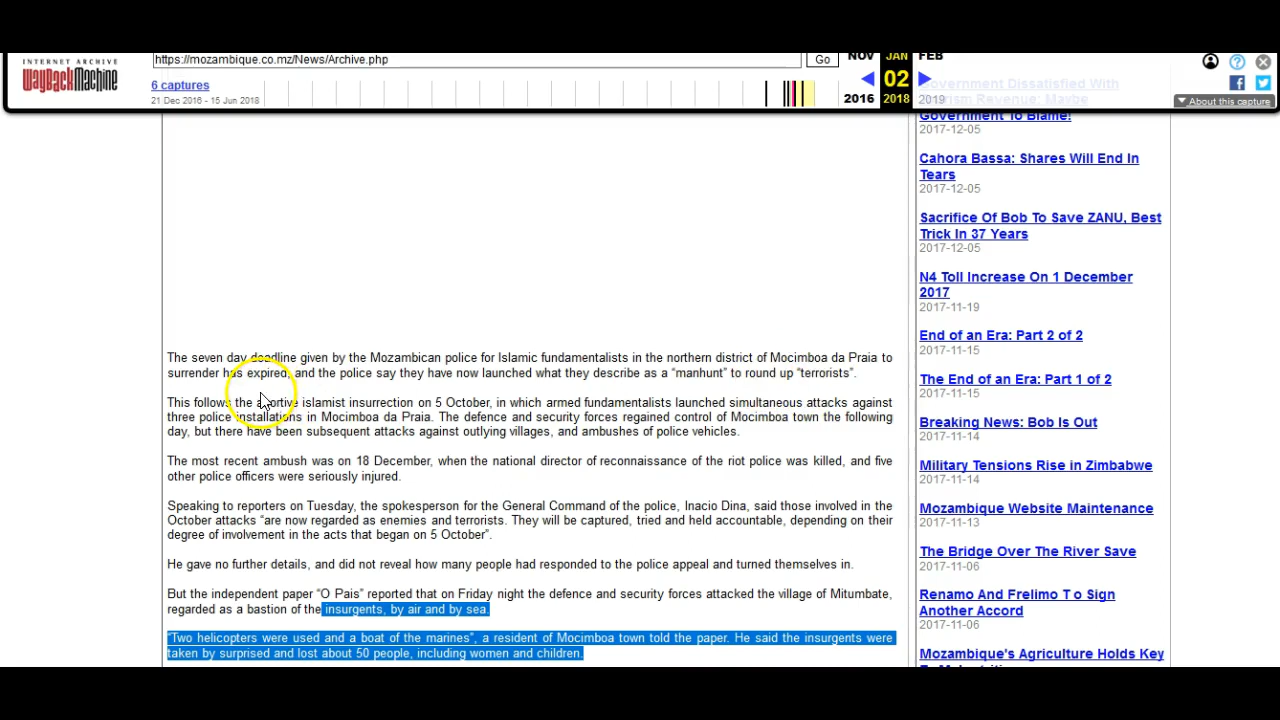 INTERNET ARCHIVE
WayBackMachine
https://mozambique.co.mz/News/Archive.php
Go
NOV
JAN
FEB
6 captures
02
21 Dec 2016 - 15 Jun 2018
2016
2018
2019
About this capture
Government Dissatisfied With
Tourism Revenue: Maybe
Government To Blame!
2017-12-05
Cahora Bassa: Shares Will End In
Tears
2017-12-05
Sacrifice Of Bob To Save ZANU, Best
Trick In 37 Years
2017-12-05
N4 Toll Increase On 1 December
2017
2017-11-19
End of an Era: Part 2 of 2
2017-11-15
The End of an Era: Part 1 of 2
2017-11-15
Breaking News: Bob Is Out
2017-11-14
Military Tensions Rise in Zimbabwe
2017-11-14
Mozambique Website Maintenance
2017-11-13
The Bridge Over The River Save
2017-11-06
Renamo And Frelimo T o Sign
Another Accord
2017-11-06
Mozambique's Agriculture Holds Key
The seven day deadline given by the Mozambican police for Islamic fundamentalists in the northern district of Mocimboa da Praia to
surrender has expired, and the police say they have now launched what they describe as a “manhunt” to round up “terrorists”.
This follows the abortive islamist insurrection on 5 October, in which armed fundamentalists launched simultaneous attacks against
three police installations in Mocimboa da Praia. The defence and security forces regained control of Mocimboa town the following
day, but there have been subsequent attacks against outlying villages, and ambushes of police vehicles.
The most recent ambush was on 18 December, when the national director of reconnaissance of the riot police was killed, and five
other police officers were seriously injured.
Speaking to reporters on Tuesday, the spokesperson for the General Command of the police, Inacio Dina, said those involved in the
October attacks “are now regarded as enemies and terrorists. They will be captured, tried and held accountable, depending on their
degree of involvement in the acts that began on 5 October”.
He gave no further details, and did not reveal how many people had responded to the police appeal and turned themselves in.
But the independent paper “O Pais” reported that on Friday night the defence and security forces attacked the village of Mitumbate,
regarded as a bastion of the insurgents, by air and by sea.
“Two helicopters were used and a boat of the marines”, a resident of Mocimboa town told the paper. He said the insurgents were
taken by surprised and lost about 50 people, including women and children.